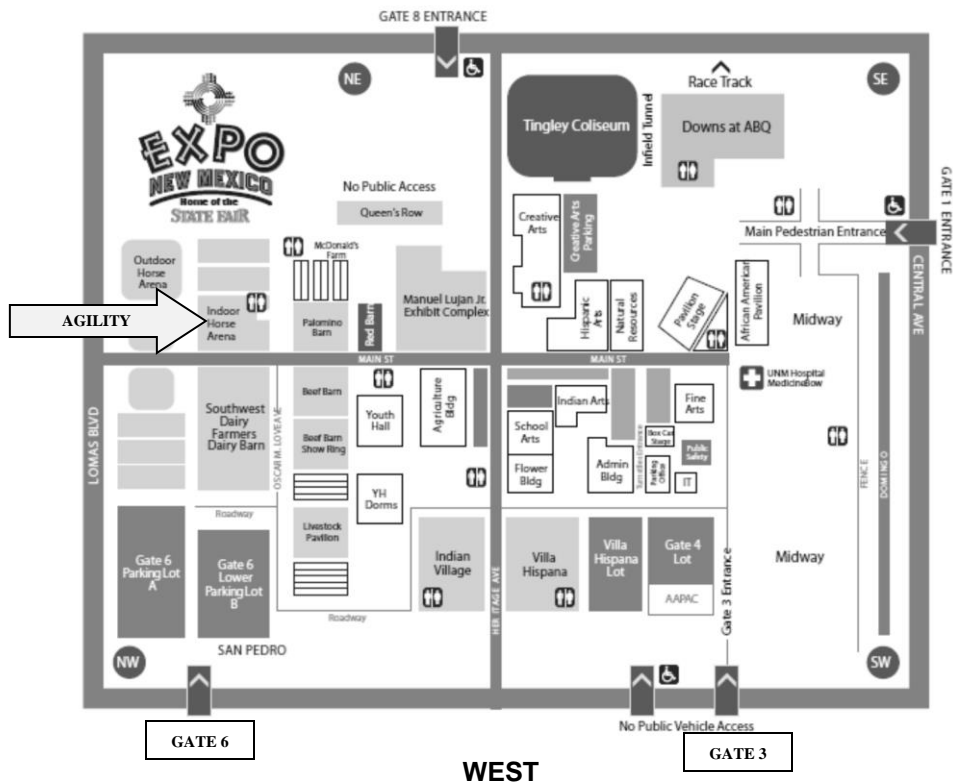 GATE 8 ENTRANCE
NE
SE
EXPO
NEW MEXICO
Home of the
STATE FAIR
Race Track
Tingley Coliseum
Infield Tunnel
Downs at ABQ
No Public Access
Queen's Row
Creative
Arts
Creative Arts
Parking
Main Pedestrian Entrance
GATE 1 ENTRANCE
CENTRAL AVE
McDonald's
Farm
Outdoor
Horse
Arena
Indoor
Horse
Arena
AGILITY
Palomino
Barn
Red Barn
Manuel Lujan Jr.
Exhibit Complex
Hispanic
Arts
Natural
Resources
Pavilion
Stage
African American
Pavilion
Midway
MAIN ST
MAIN ST
UNM Hospital
MedicineBow
LOMAS BLVD
Southwest
Dairy
Farmers
Dairy Barn
OSCAR M. LOVE AVE
Beef Barn
Beef Barn
Show Ring
Youth
Hall
Agriculture
Bldg
YH
Dorms
Livestock
Pavilion
School
Arts
Flower
Bldg
Indian Arts
Admin
Bldg
Fine
Arts
Box Car
Stage
Public
Safety
Parking
Office
IT
FENCE
DOMINGO
Roadway
Gate 6
Parking Lot
A
Gate 6
Lower
Parking Lot
B
Indian
Village
HERITAGE AVE
Villa
Hispana
Villa
Hispana
Lot
Gate 4
Lot
AAPAC
Gate 3 Entrance
Midway
Roadway
SAN PEDRO
NW
SW
No Public Vehicle Access
GATE 6
GATE 3
WEST